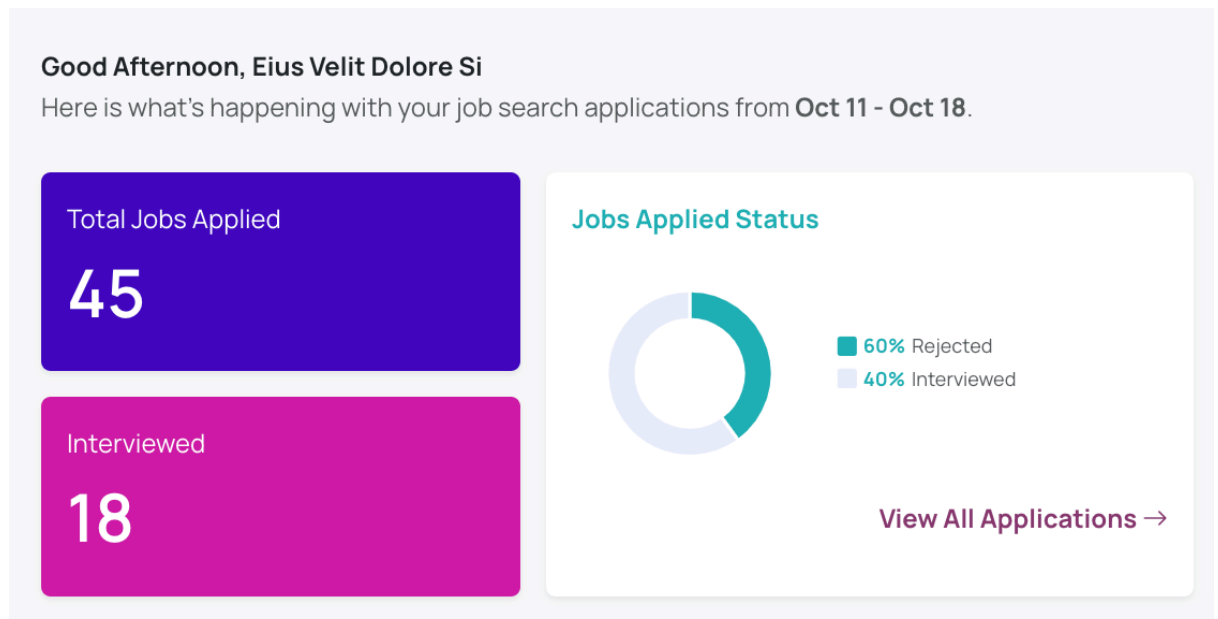 Good Afternoon, Eius Velit Dolore Si
Here is what's happening with your job search applications from Oct 11 - Oct 18.
Total Jobs Applied
45
Interviewed
18
Jobs Applied Status
60% Rejected
40% Interviewed
View All Applications →